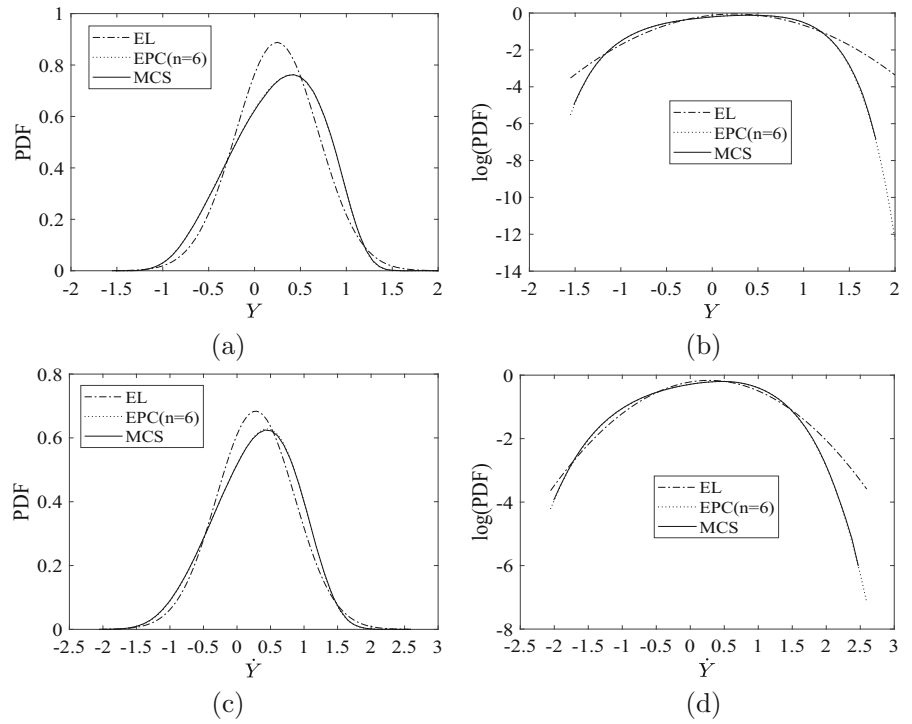 1
0.8
0.6
0.4
0.2
0
PDF
EL
EPC(n=6)
MCS
-2 -1.5 -1 -0.5 0 0.5 1 1.5 2
Y
(a)
-0
-2
-4
-6
-8
-10
-12
-14
log(PDF)
EL
EPC(n=6)
MCS
-2 -1.5 -1 -0.5 0 0.5 1 1.5 2
Y
(b)
0.8
0.6
0.4
0.2
0
PDF
EL
EPC(n=6)
MCS
-2.5 -2 -1.5 -1 -0.5 0 0.5 1 1.5 2 2.5 3
Ẏ
(c)
-0
-2
-4
-6
-8
log(PDF)
EL
EPC(n=6)
MCS
-2.5 -2 -1.5 -1 -0.5 0 0.5 1 1.5 2 2.5 3
Ẏ
(d)